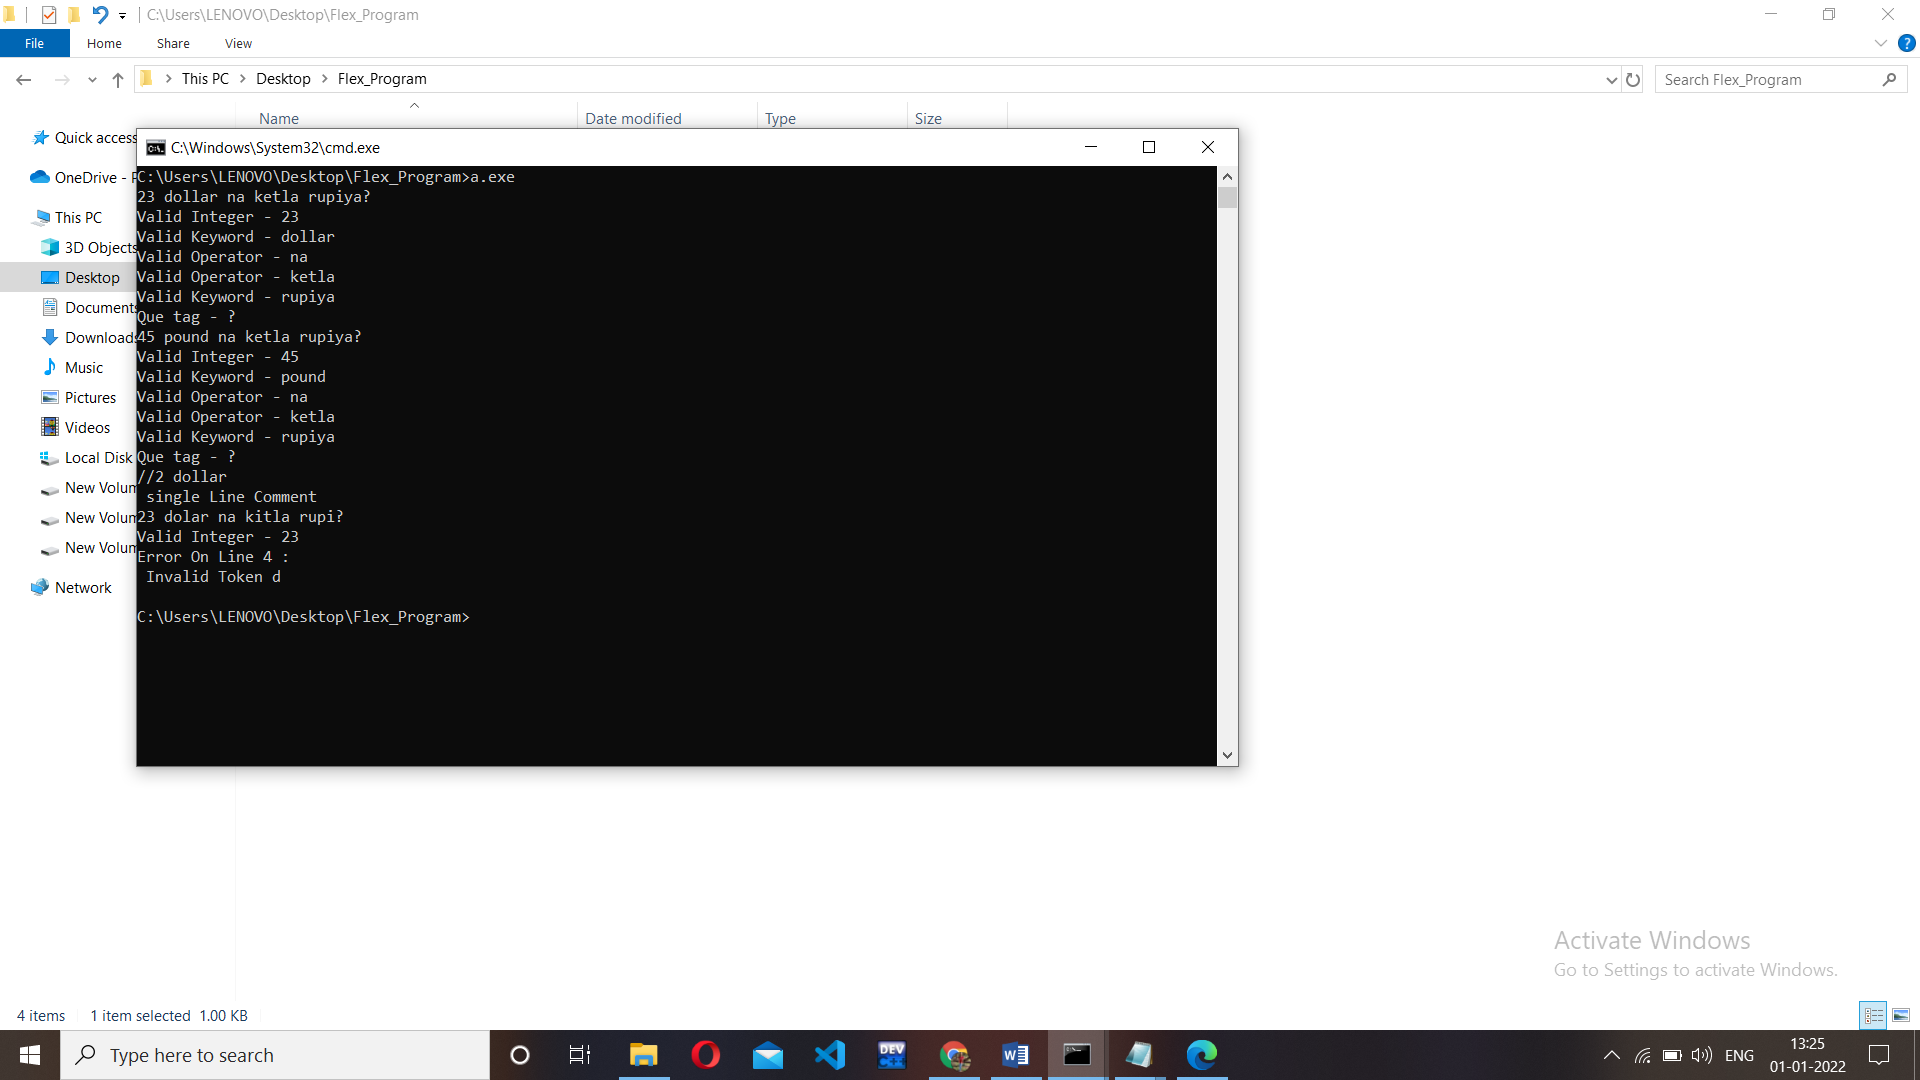 C:\Users\LENOVO\Desktop\Flex_Program
File Home Share View
This PC Desktop Flex_Program
Search Flex_Program
Name Date modified Type Size
Quick access
OneDrive -
This PC
3D Objects
Desktop
Documents
Downloads
Music
Pictures
Videos
Local Disk
New Volum
New Volum
New Volum
Network
C:\Windows\System32\cmd.exe
C:\Users\LENOVO\Desktop\Flex_Program>a.exe
23 dollar na ketla rupiya?
Valid Integer - 23
Valid Keyword - dollar
Valid Operator - na
Valid Operator - ketla
Valid Keyword - rupiya
Que tag - ?
45 pound na ketla rupiya?
Valid Integer - 45
Valid Keyword - pound
Valid Operator - na
Valid Operator - ketla
Valid Keyword - rupiya
Que tag - ?
//2 dollar
single Line Comment
23 dolar na kitla rupi?
Valid Integer - 23
Error On Line 4 :
Invalid Token d
C:\Users\LENOVO\Desktop\Flex_Program>
Activate Windows
Go to Settings to activate Windows.
4 items 1 item selected 1.00 KB
Type here to search
DEV
C++
ENG
13:25
01-01-2022